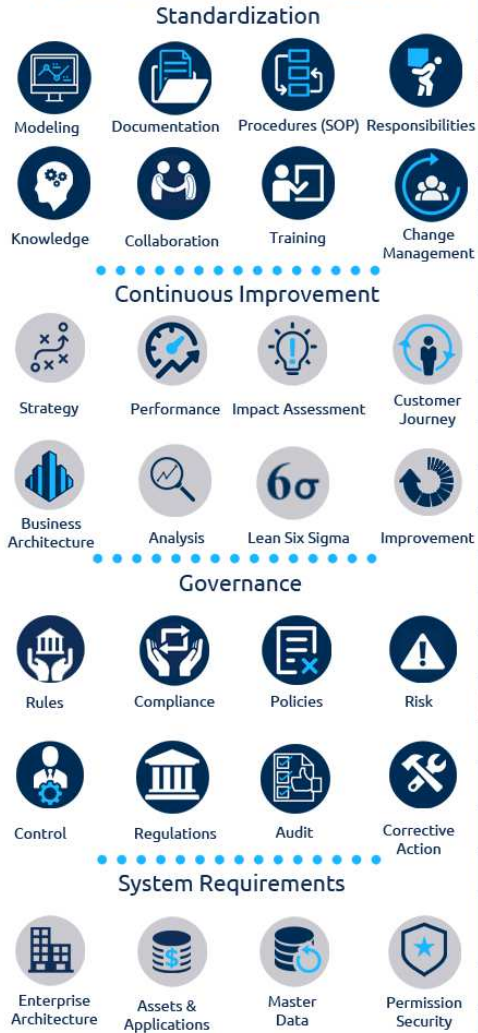 Standardization
Modeling
Documentation
Procedures (SOP)
Responsibilities
Knowledge
Collaboration
Training
Change
Management
Continuous Improvement
Strategy
Performance
Impact Assessment
Customer
Journey
6σ
Business
Architecture
Analysis
Lean Six Sigma
Improvement
Governance
Rules
Compliance
Policies
Risk
Control
Regulations
Audit
Corrective
Action
System Requirements
$
Enterprise
Architecture
Assets &
Applications
Master
Data
Permission
Security